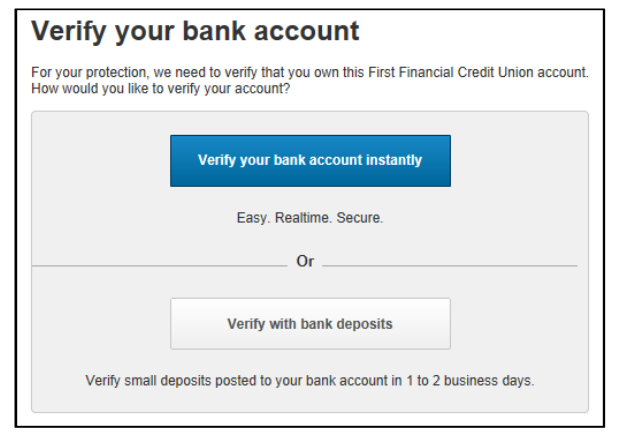 Verify your bank account
For your protection, we need to verify that you own this First Financial Credit Union account.
How would you like to verify your account?
Verify your bank account instantly
Easy. Realtime. Secure.
Or
Verify with bank deposits
Verify small deposits posted to your bank account in 1 to 2 business days.